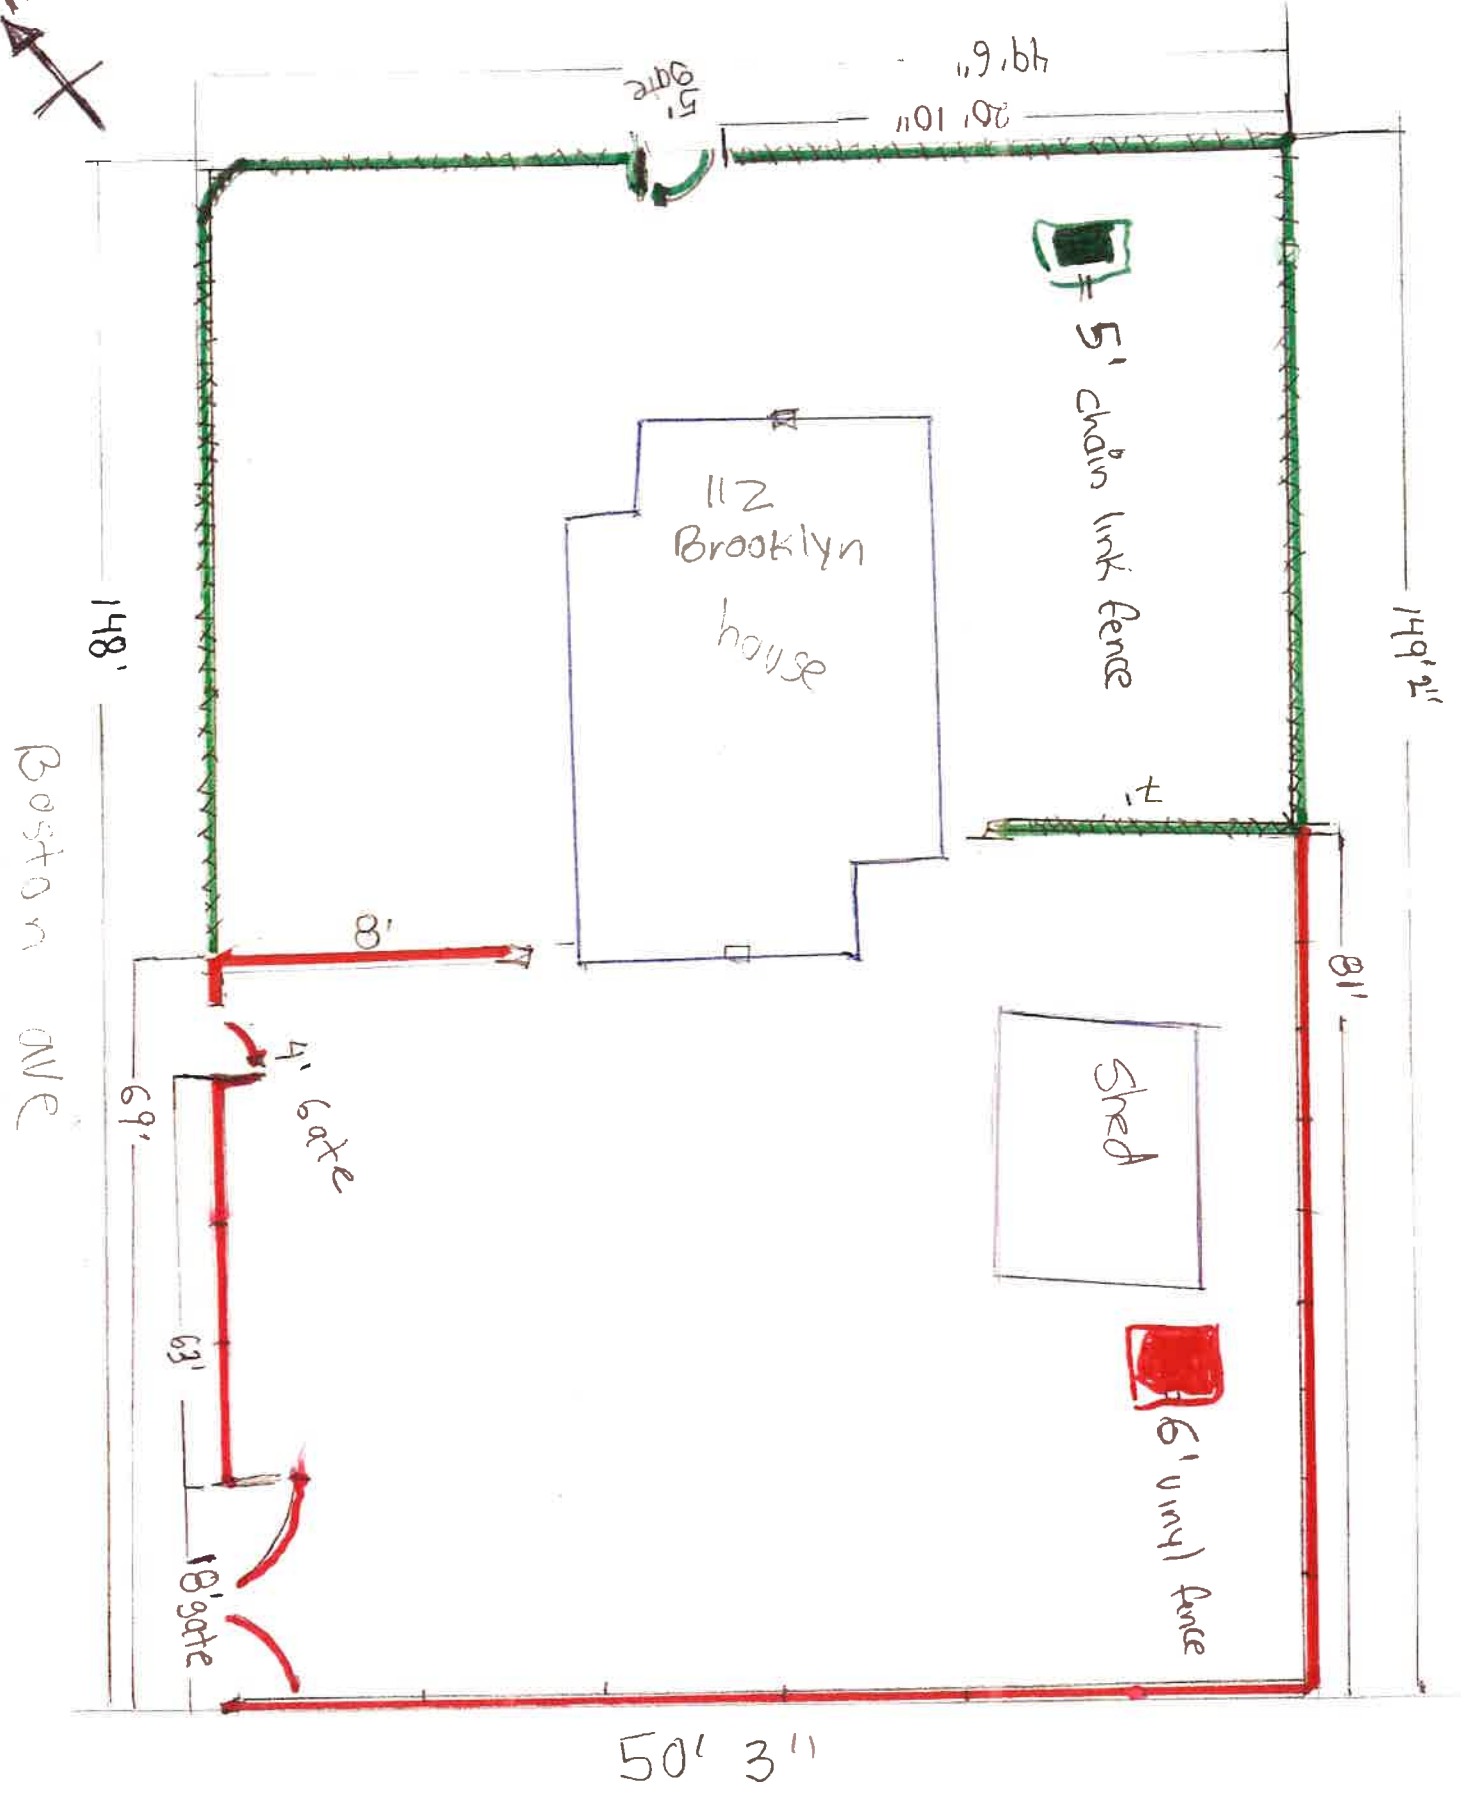 49'6"
20' 10"
5'
gate
= 5' chain link fence
112
Brooklyn
house
148'
149' 2"
Boston ave
7'
8'
81'
4' Gate
69'
Shed
63'
= 6' vinyl fence
18' gate
50' 3"